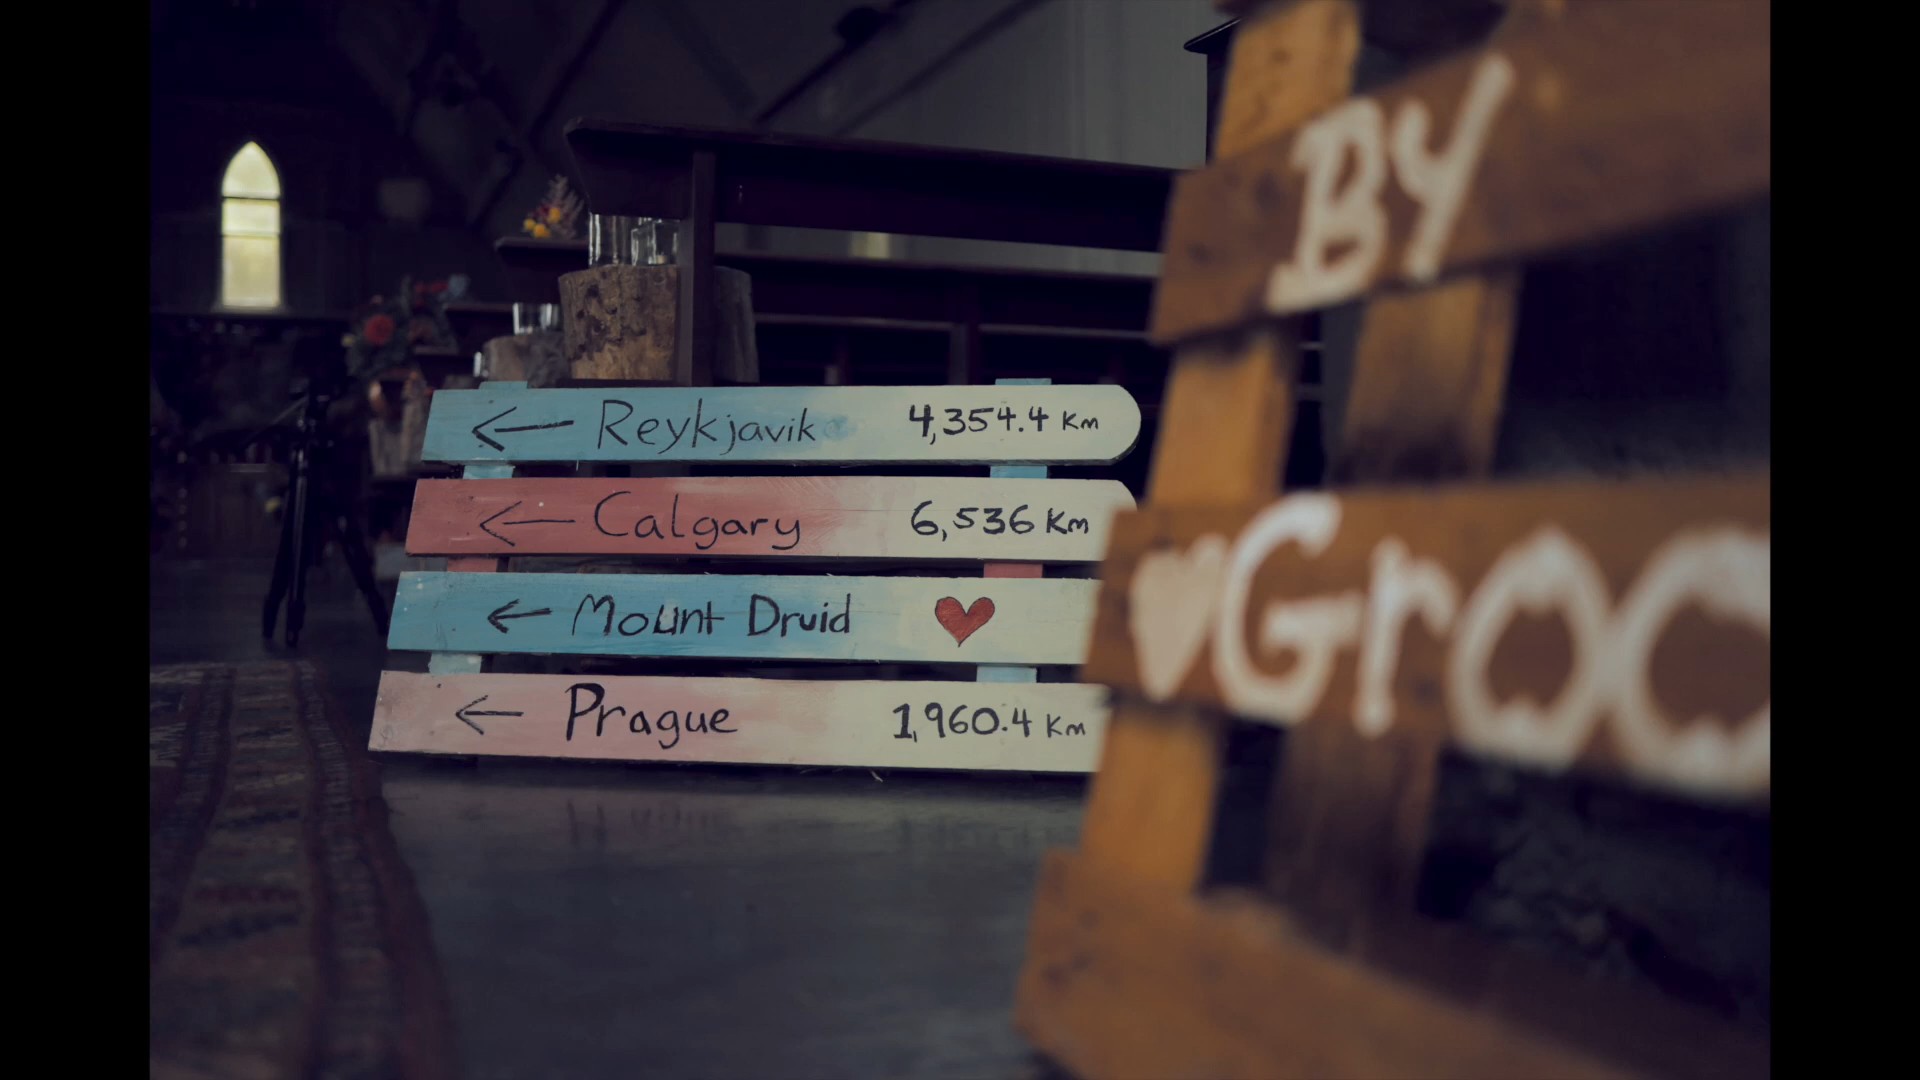 Reykjavik 4,354.4 Km
Calgary 6,536 Km
Mount Druid
Prague 1,960.4 Km
BY
Groo